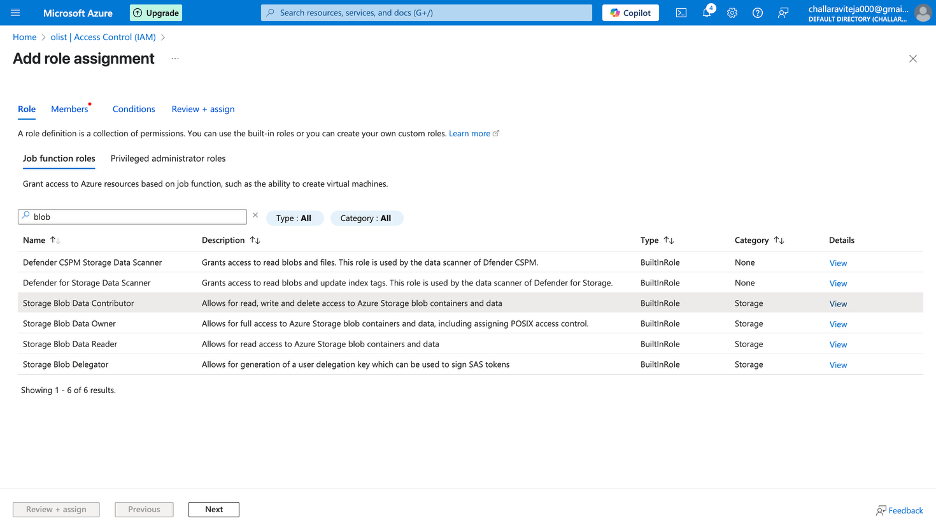 Microsoft Azure Upgrade Search resources, services, and docs (G+/) Copilot 4 challaraviteja000@gmai...
DEFAULT DIRECTORY (CHALLAR...
Home > olist | Access Control (IAM) >
Add role assignment ...
Role Members Conditions Review + assign
A role definition is a collection of permissions. You can use the built-in roles or you can create your own custom roles. Learn more
Job function roles Privileged administrator roles
Grant access to Azure resources based on job function, such as the ability to create virtual machines.
blob Type : All Category : All
Name ↑↓ Description ↑↓ Type ↑↓ Category ↑↓ Details
Defender CSPM Storage Data Scanner Grants access to read blobs and files. This role is used by the data scanner of Dfender CSPM. BuiltInRole None View
Defender for Storage Data Scanner Grants access to read blobs and update index tags. This role is used by the data scanner of Defender for Storage. BuiltInRole None View
Storage Blob Data Contributor Allows for read, write and delete access to Azure Storage blob containers and data BuiltInRole Storage View
Storage Blob Data Owner Allows for full access to Azure Storage blob containers and data, including assigning POSIX access control. BuiltInRole Storage View
Storage Blob Data Reader Allows for read access to Azure Storage blob containers and data BuiltInRole Storage View
Storage Blob Delegator Allows for generation of a user delegation key which can be used to sign SAS tokens BuiltInRole Storage View
Showing 1 - 6 of 6 results.
Review + assign Previous Next Feedback